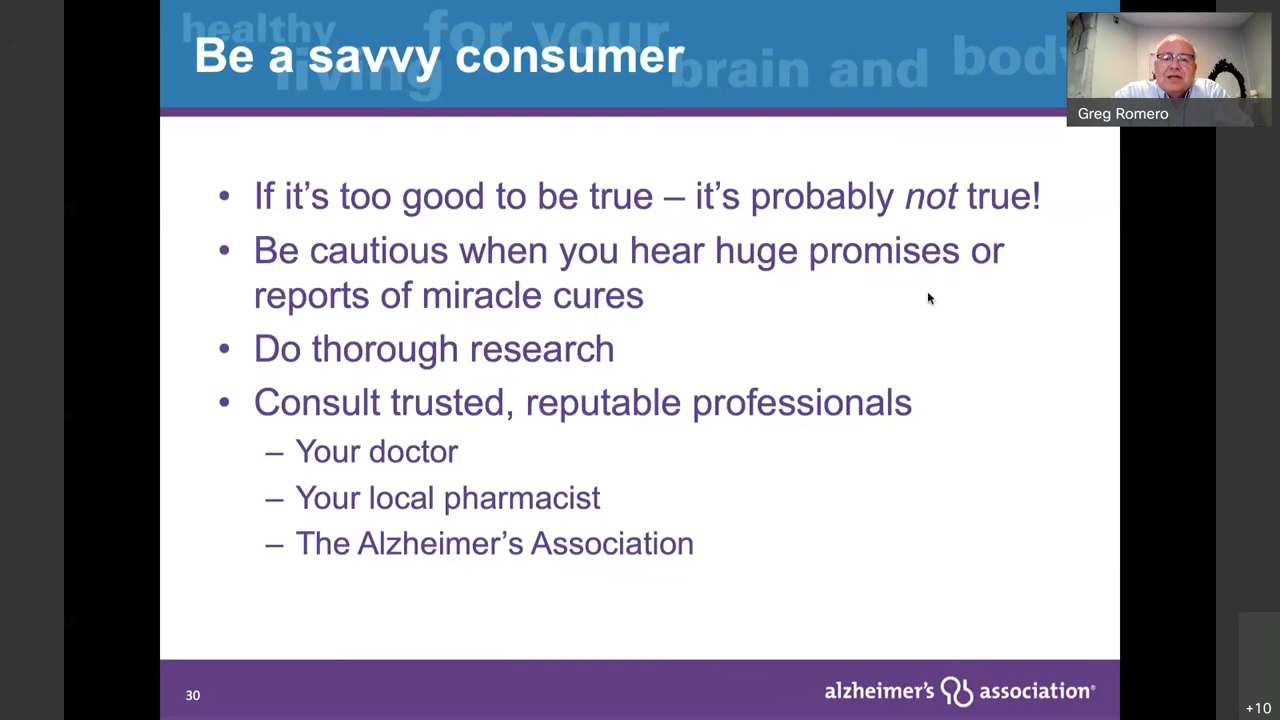 healthy living for your brain and body
Be a savvy consumer
Greg Romero
• If it’s too good to be true – it’s probably not true!
• Be cautious when you hear huge promises or
reports of miracle cures
• Do thorough research
• Consult trusted, reputable professionals
– Your doctor
– Your local pharmacist
– The Alzheimer’s Association
30
alzheimer’s association®
+10